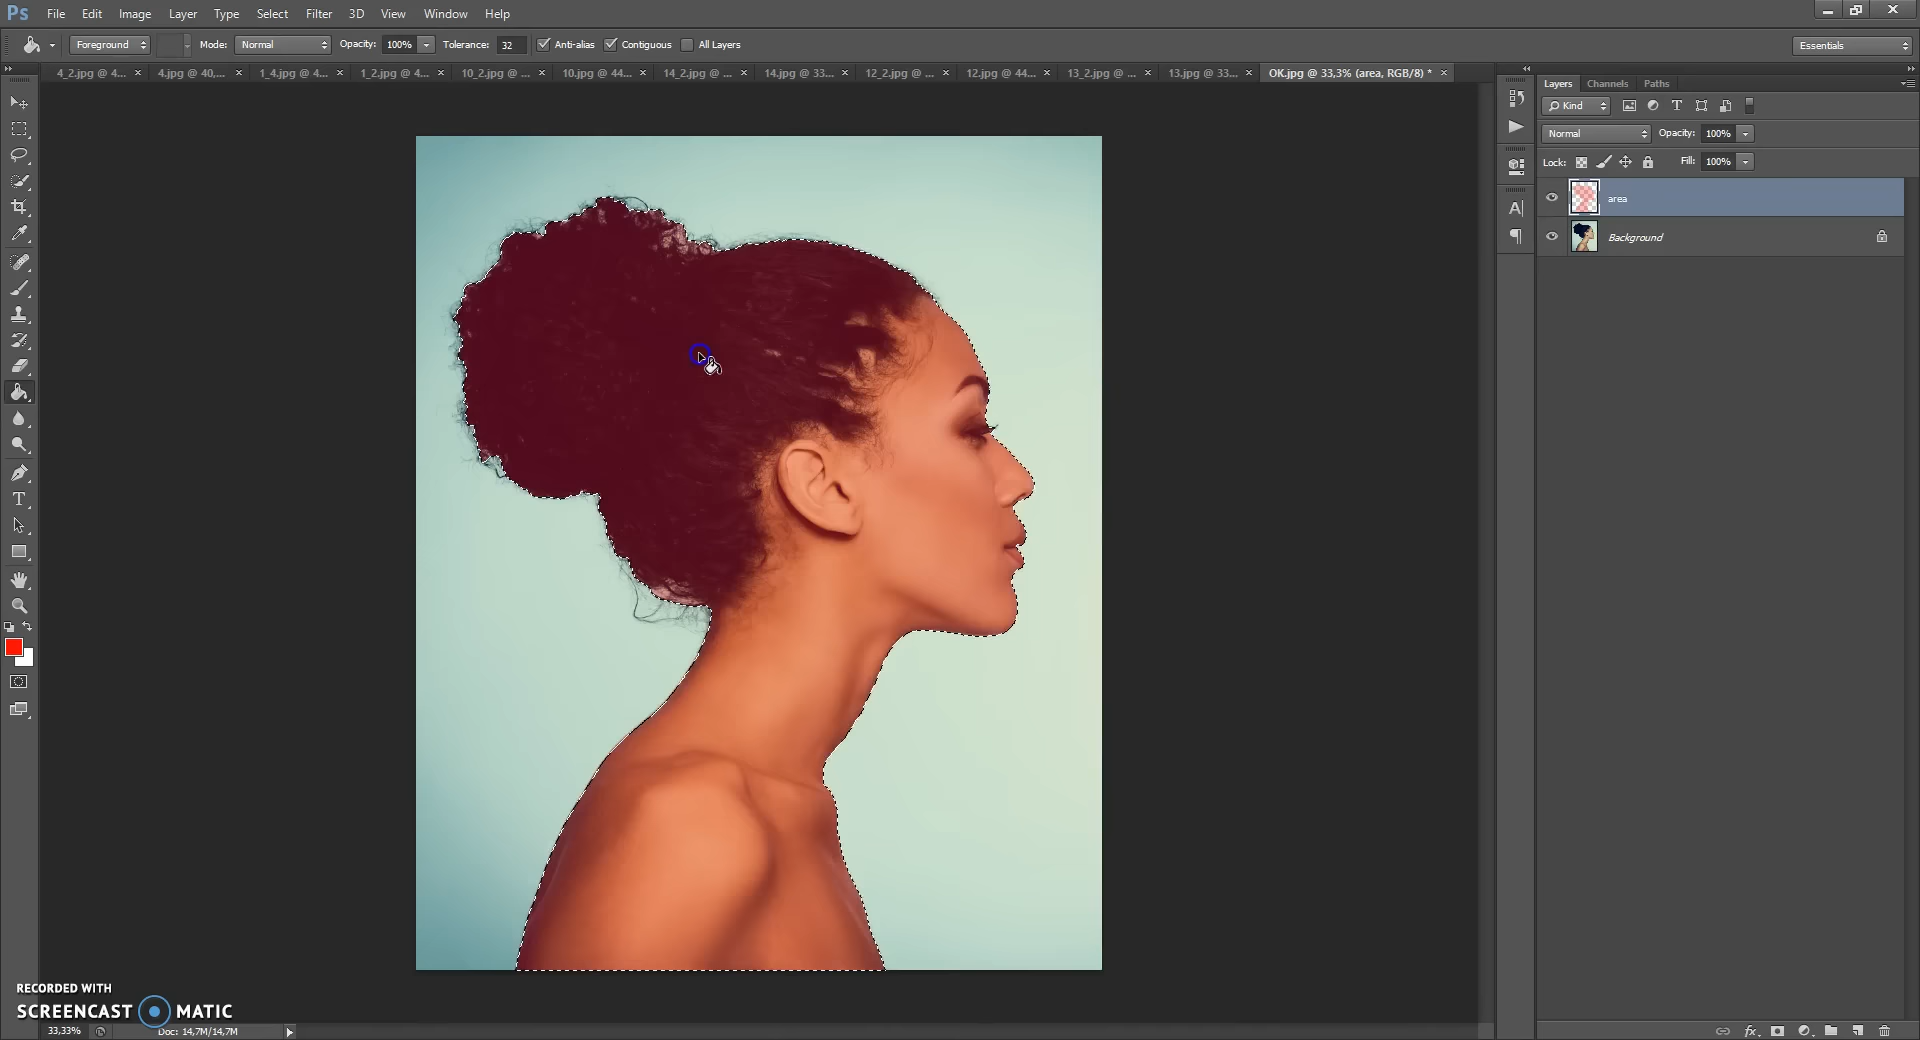 Ps File Edit Image Layer Type Select Filter 3D View Window Help
Foreground Mode: Normal Opacity: 100% Tolerance: 32 Anti-alias Contiguous All Layers Essentials
4_2.jpg @ 4... × 4.jpg @ 40,... × 1_4.jpg @ 4... × 1_2.jpg @ 4... × 10_2.jpg @ ... × 10.jpg @ 44... × 14_2.jpg @ ... × 14.jpg @ 33... × 12_2.jpg @ ... × 12.jpg @ 44... × 13_2.jpg @ ... × 13.jpg @ 33... × OK.jpg @ 33,3% (area, RGB/8) * ×
Layers Channels Paths
Kind
Normal Opacity: 100%
Lock: Fill: 100%
area
Background
RECORDED WITH
SCREENCAST MATIC
33,33% Doc: 14,7M/14,7M